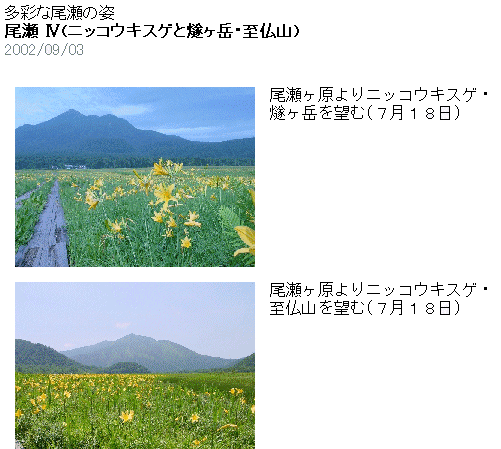 多彩な尾瀬の姿
尾瀬 Ⅳ(ニッコウキスゲと燧ヶ岳・至仏山)
2002/09/03
尾瀬ヶ原よりニッコウキスゲ・
燧ヶ岳を望む(7月18日)
尾瀬ヶ原よりニッコウキスゲ・
至仏山を望む(7月18日)